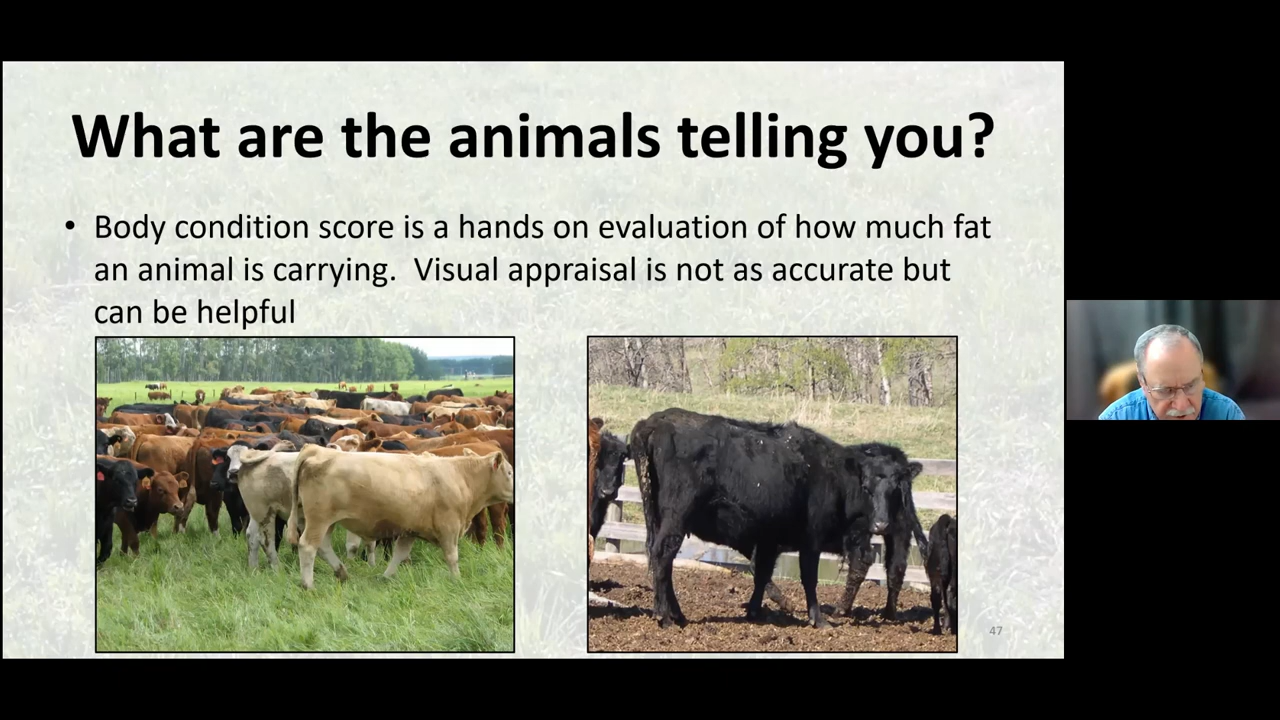 What are the animals telling you?
• Body condition score is a hands on evaluation of how much fat
an animal is carrying.  Visual appraisal is not as accurate but
can be helpful
47